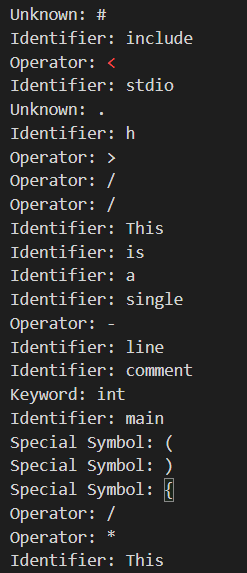 Unknown: #
Identifier: include
Operator: <
Identifier: stdio
Unknown: .
Identifier: h
Operator: >
Operator: /
Operator: /
Identifier: This
Identifier: is
Identifier: a
Identifier: single
Operator: -
Identifier: line
Identifier: comment
Keyword: int
Identifier: main
Special Symbol: (
Special Symbol: )
Special Symbol: {
Operator: /
Operator: *
Identifier: This